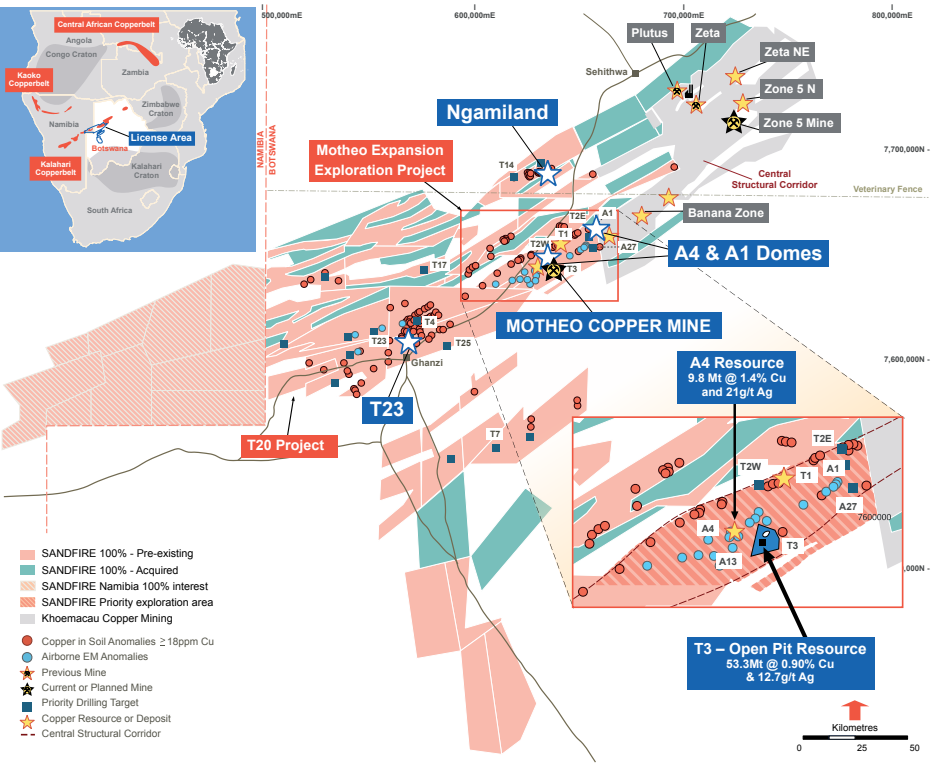 500,000mE
600,000mE
700,000mE
800,000mE
Central African Copperbelt
Angola
Congo Craton
Kaoko
Copperbelt
Zambia
Zimbabwe
Craton
Namibia
License Area
Botswana
Kalahari
Copperbelt
Kalahari
Craton
South Africa
NAMIBIA
BOTSWANA
Plutus
Zeta
Zeta NE
Sehithwa
Zone 5 N
Zone 5 Mine
Ngamiland
Motheo Expansion
Exploration Project
T14
7,700,000N -
Central
Structural Corridor
Veterinary Fence
Banana Zone
T2E
A1
T1
T2W
A27
T3
A4 & A1 Domes
T17
MOTHEO COPPER MINE
T4
T23
T25
Ghanzi
7,600,000N -
A4 Resource
9.8 Mt @ 1.4% Cu
and 21g/t Ag
T23
T20 Project
T7
T2E
T2W
T1
A1
A27
7600000
A4
T3
A13
,000N -
T3 – Open Pit Resource
53.3Mt @ 0.90% Cu
& 12.7g/t Ag
SANDFIRE 100% - Pre-existing
SANDFIRE 100% - Acquired
SANDFIRE Namibia 100% interest
SANDFIRE Priority exploration area
Khoemacau Copper Mining
Copper in Soil Anomalies ≥18ppm Cu
Airborne EM Anomalies
Previous Mine
Current or Planned Mine
Priority Drilling Target
Copper Resource or Deposit
Central Structural Corridor
Kilometres
0 25 50